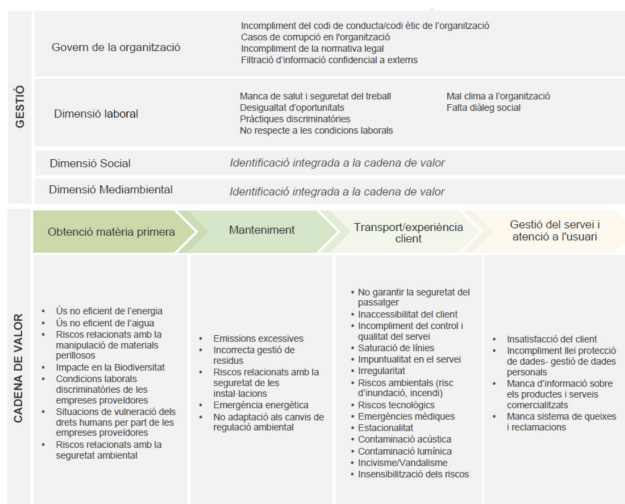 GESTIÓ
Govern de la organització
Incompliment del codi de conducta/codi ètic de l'organització
Casos de corrupció en l'organització
Incompliment de la normativa legal
Filtració d'informació confidencial a externs
Dimensió laboral
Manca de salut i seguretat del treball
Desigualtat d'oportunitats
Pràctiques discriminatòries
No respecte a les condicions laborals
Mal clima a l'organització
Falta diàleg social
Dimensió Social
Identificació integrada a la cadena de valor
Dimensió Mediambiental
Identificació integrada a la cadena de valor
CADENA DE VALOR
Obtenció matèria primera
Manteniment
Transport/experiència
client
Gestió del servei i
atenció a l'usuari
• Ús no eficient de l'energia
• Ús no eficient de l'aigua
• Riscos relacionats amb la
manipulació de materials
perillosos
• Impacte en la Biodiversitat
• Condicions laborals
discriminatòries de les
empreses proveïdores
• Situacions de vulneració dels
drets humans per part de les
empreses proveïdores
• Riscos relacionats amb la
seguretat ambiental
• Emissions excessives
• Incorrecta gestió de
residus
• Riscos relacionats amb la
seguretat de les
instal·lacions
• Emergència energètica
• No adaptació als canvis de
regulació ambiental
• No garantir la seguretat del
passatger
• Inaccessibilitat del client
• Incompliment del control i
qualitat del servei
• Saturació de línies
• Impuntualitat en el servei
• Irregularitat
• Riscos ambientals (risc
d'inundació, incendi)
• Riscos tecnològics
• Emergències mèdiques
• Estacionalitat
• Contaminació acústica
• Contaminació lumínica
• Incivisme/Vandalisme
• Insensibilització dels riscos
• Insatisfacció del client
• Incompliment llei protecció
de dades- gestió de dades
personals
• Manca d'informació sobre
els productes i serveis
comercialitzats
• Manca sistema de queixes
i reclamacions